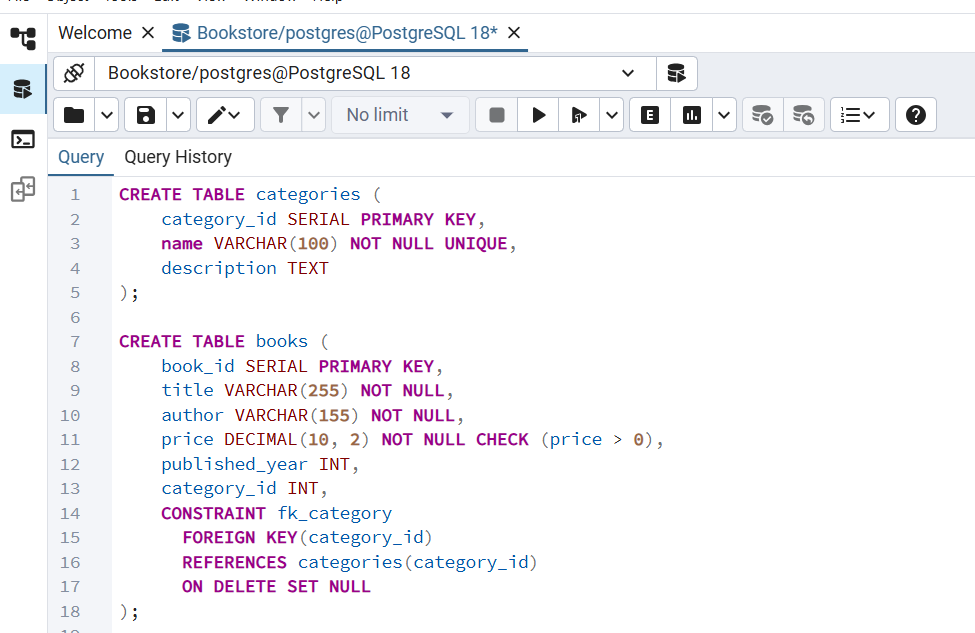 Welcome
Bookstore/postgres@PostgreSQL 18*
Bookstore/postgres@PostgreSQL 18
No limit
E
Query Query History
1 CREATE TABLE categories (
2 category_id SERIAL PRIMARY KEY,
3 name VARCHAR(100) NOT NULL UNIQUE,
4 description TEXT
5 );
6
7 CREATE TABLE books (
8 book_id SERIAL PRIMARY KEY,
9 title VARCHAR(255) NOT NULL,
10 author VARCHAR(155) NOT NULL,
11 price DECIMAL(10, 2) NOT NULL CHECK (price > 0),
12 published_year INT,
13 category_id INT,
14 CONSTRAINT fk_category
15 FOREIGN KEY(category_id)
16 REFERENCES categories(category_id)
17 ON DELETE SET NULL
18 );